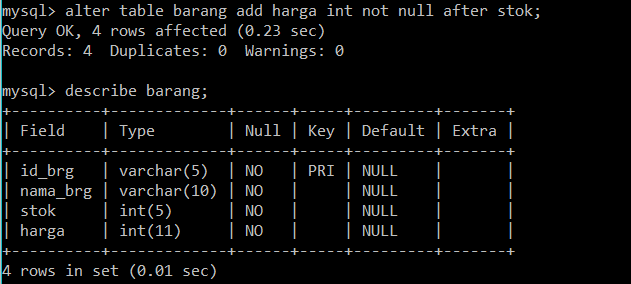 mysql> alter table barang add harga int not null after stok;
Query OK, 4 rows affected (0.23 sec)
Records: 4  Duplicates: 0  Warnings: 0

mysql> describe barang;
+----------+-------------+------+-----+---------+-------+
| Field    | Type        | Null | Key | Default | Extra |
+----------+-------------+------+-----+---------+-------+
| id_brg   | varchar(5)  | NO   | PRI | NULL    |       |
| nama_brg | varchar(10) | NO   |     | NULL    |       |
| stok     | int(5)      | NO   |     | NULL    |       |
| harga    | int(11)     | NO   |     | NULL    |       |
+----------+-------------+------+-----+---------+-------+
4 rows in set (0.01 sec)